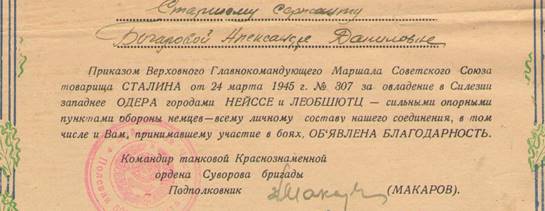 Старшему сержанту
Александре Даниловне
Приказом Верховного Главнокомандующего Маршала Советского Союза
товарища СТАЛИНА от 24 марта 1945 г. № 307 за овладение в Силезии
западнее ОДЕРА городами НЕЙССЕ и ЛЕОБШЮТЦ — сильными опорными
пунктами обороны немцев—всему личному составу нашего соединения, в том
числе и Вам, принимавшему участие в боях, ОБ'ЯВЛЕНА БЛАГОДАРНОСТЬ.
Командир танковой Краснознаменной
ордена Суворова бригады
Подполковник (МАКАРОВ).